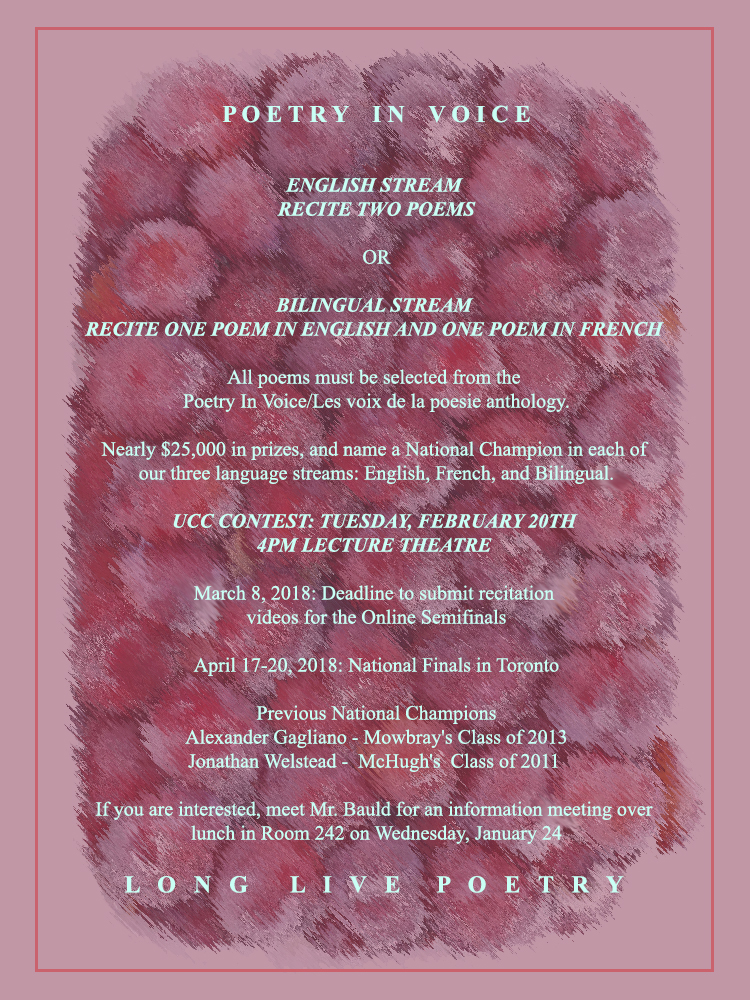 POETRY IN VOICE
ENGLISH STREAM
RECITE TWO POEMS
OR
BILINGUAL STREAM
RECITE ONE POEM IN ENGLISH AND ONE POEM IN FRENCH
All poems must be selected from the
Poetry In Voice/Les voix de la poesie anthology.
Nearly $25,000 in prizes, and name a National Champion in each of
our three language streams: English, French, and Bilingual.
UCC CONTEST: TUESDAY, FEBRUARY 20TH
4PM LECTURE THEATRE
March 8, 2018: Deadline to submit recitation
videos for the Online Semifinals
April 17-20, 2018: National Finals in Toronto
Previous National Champions
Alexander Gagliano - Mowbray's Class of 2013
Jonathan Welstead - McHugh's Class of 2011
If you are interested, meet Mr. Bauld for an information meeting over
lunch in Room 242 on Wednesday, January 24
LONG LIVE POETRY